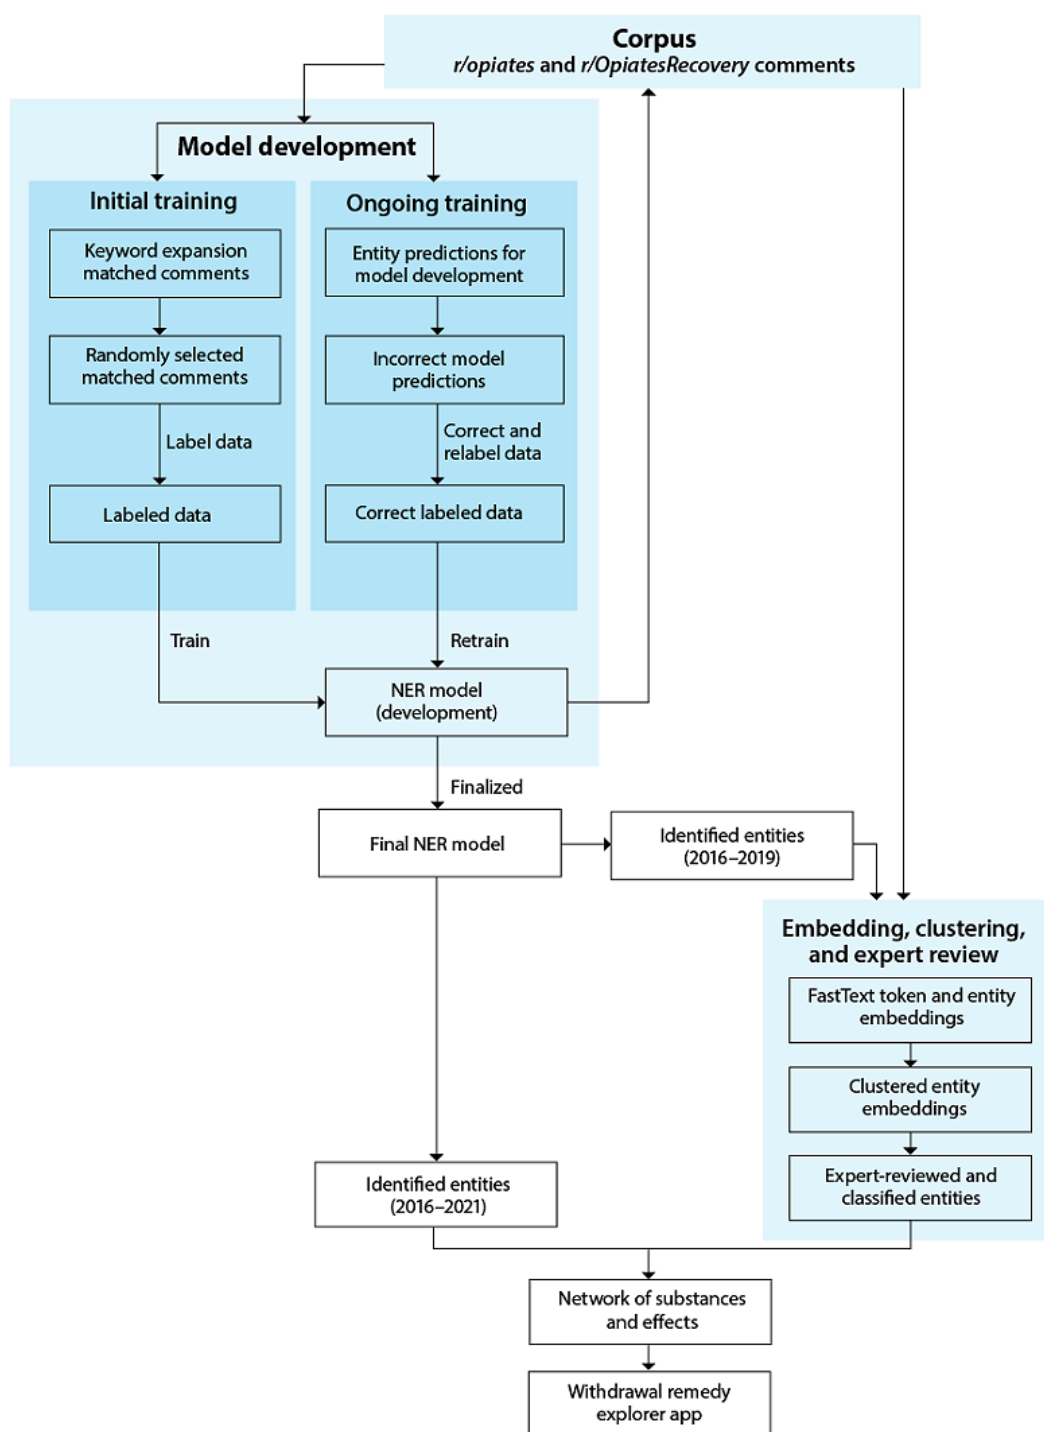 Corpus
r/opiates and r/OpiatesRecovery comments
Model development
Initial training
Keyword expansion
matched comments
Randomly selected
matched comments
Label data
Labeled data
Train
Ongoing training
Entity predictions for
model development
Incorrect model
predictions
Correct and
relabel data
Correct labeled data
Retrain
NER model
(development)
Finalized
Final NER model
Identified entities
(2016–2019)
Embedding, clustering,
and expert review
FastText token and entity
embeddings
Clustered entity
embeddings
Expert-reviewed and
classified entities
Identified entities
(2016–2021)
Network of substances
and effects
Withdrawal remedy
explorer app